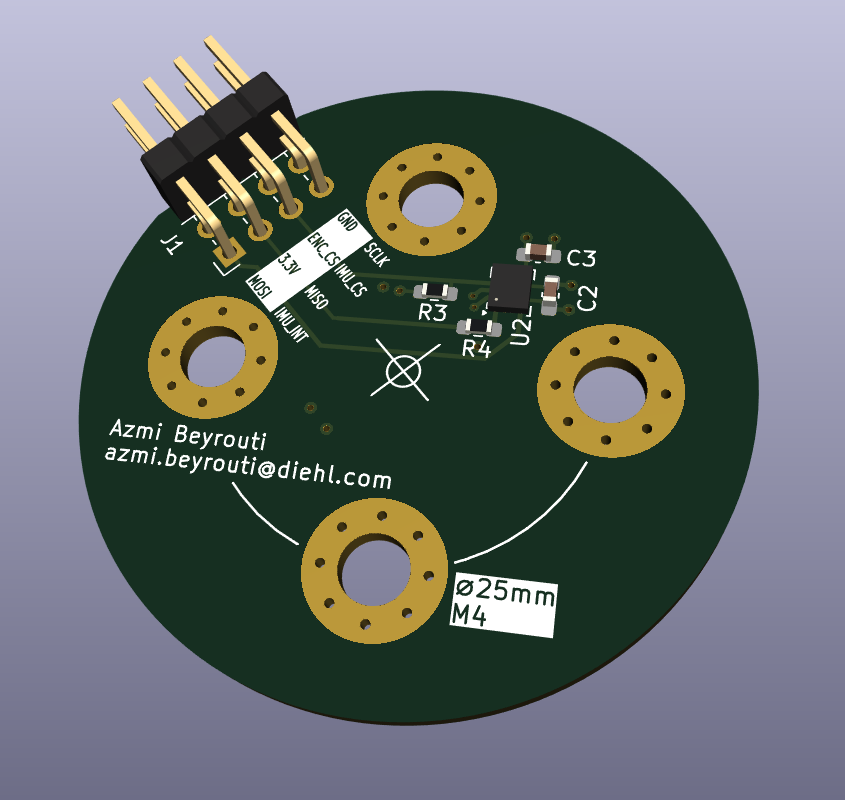 J1
GND
SCLK
ENC_CS
IMU_CS
3.3V
MISO
MOSI
IMU_INT
C3
C2
R3
U2
R4
Azmi Beyrouti
azmi.beyrouti@diehl.com
⌀25mm
M4